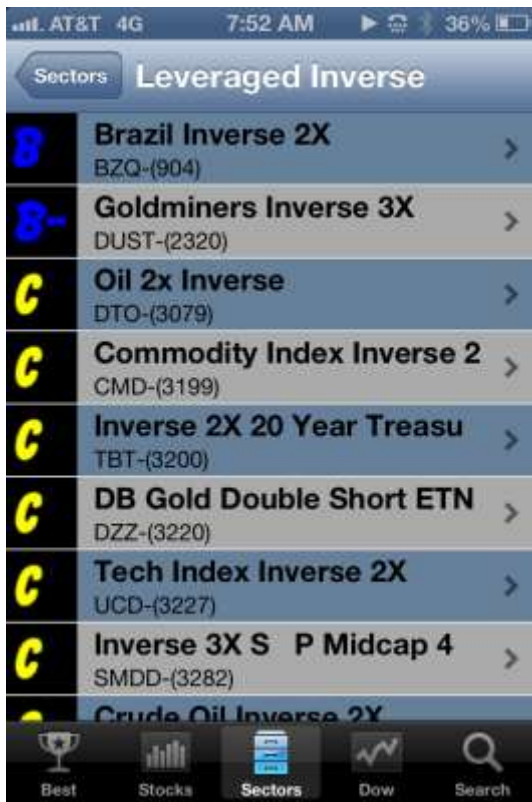 AT&T 4G 7:52 AM 36%
Sectors Leveraged Inverse
B Brazil Inverse 2X
BZQ-(904)
B- Goldminers Inverse 3X
DUST-(2320)
C Oil 2x Inverse
DTO-(3079)
C Commodity Index Inverse 2
CMD-(3199)
C Inverse 2X 20 Year Treasu
TBT-(3200)
C DB Gold Double Short ETN
DZZ-(3220)
C Tech Index Inverse 2X
UCD-(3227)
C Inverse 3X S P Midcap 4
SMDD-(3282)
C Crude Oil Inverse 2X
Best Stocks Sectors Dow Search